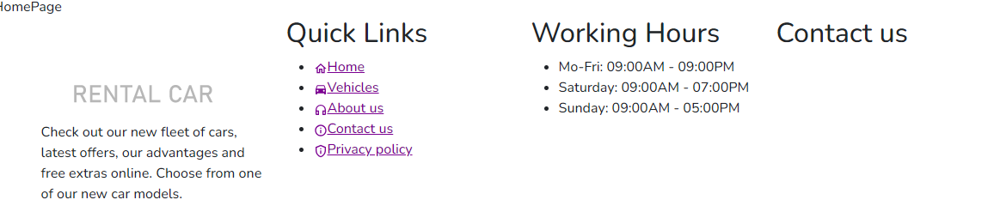 HomePage
RENTAL CAR
Check out our new fleet of cars,
latest offers, our advantages and
free extras online. Choose from one
of our new car models.
Quick Links
Home
Vehicles
About us
Contact us
Privacy policy
Working Hours
Mo-Fri: 09:00AM - 09:00PM
Saturday: 09:00AM - 07:00PM
Sunday: 09:00AM - 05:00PM
Contact us